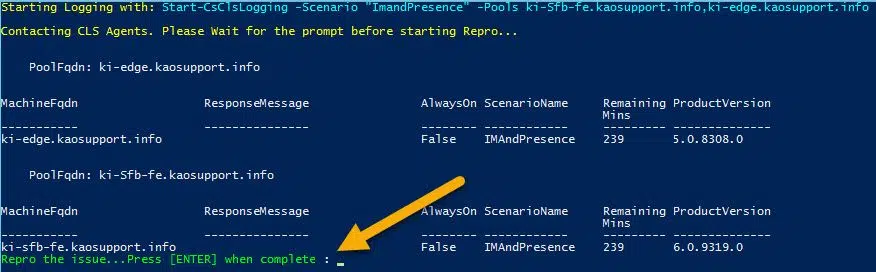 Starting Logging with: Start-CsClsLogging -Scenario "ImandPresence" -Pools ki-Sfb-fe.kaosupport.info,ki-edge.kaosupport.info
Contacting CLS Agents. Please Wait for the prompt before starting Repro...
PoolFqdn: ki-edge.kaosupport.info
MachineFqdn ResponseMessage AlwaysOn ScenarioName Remaining ProductVersion
Mins
----------- --------------- -------- ------------ --------- --------------
ki-edge.kaosupport.info False IMAndPresence 239 5.0.8308.0
PoolFqdn: ki-Sfb-fe.kaosupport.info
MachineFqdn ResponseMessage AlwaysOn ScenarioName Remaining ProductVersion
Mins
----------- --------------- -------- ------------ --------- --------------
ki-sfb-fe.kaosupport.info False IMAndPresence 239 6.0.9319.0
Repro the issue...Press [ENTER] when complete : _